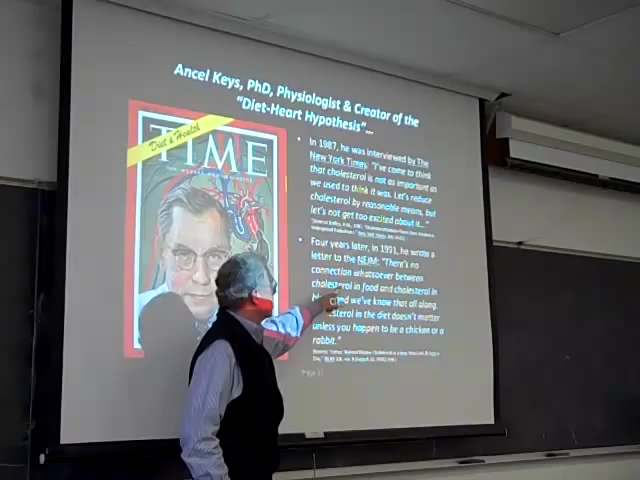 Ancel Keys, PhD, Physiologist & Creator of the
"Diet-Heart Hypothesis"...
Diet & Health
TIME
• In 1987, he was interviewed by The
New York Times: "I've come to think
that cholesterol is not as important as
we used to think it was. Let's reduce
cholesterol by reasonable means, but
let's not get too excited about it..."
• Four years later, in 1991, he wrote a
letter to the NEJM: "There's no
connection whatsoever between
cholesterol in food and cholesterol in
and we've known that all along.
in the diet doesn't matter
unless you happen to be a chicken or a
rabbit."